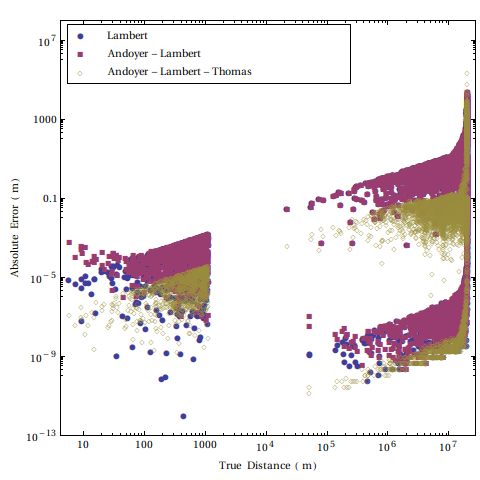 Lambert
Andoyer – Lambert
Andoyer – Lambert – Thomas
10^7
1000
0.1
10^−5
10^−9
10^−13
Absolute Error ( m)
10 100 1000 10^4 10^5 10^6 10^7
True Distance ( m)